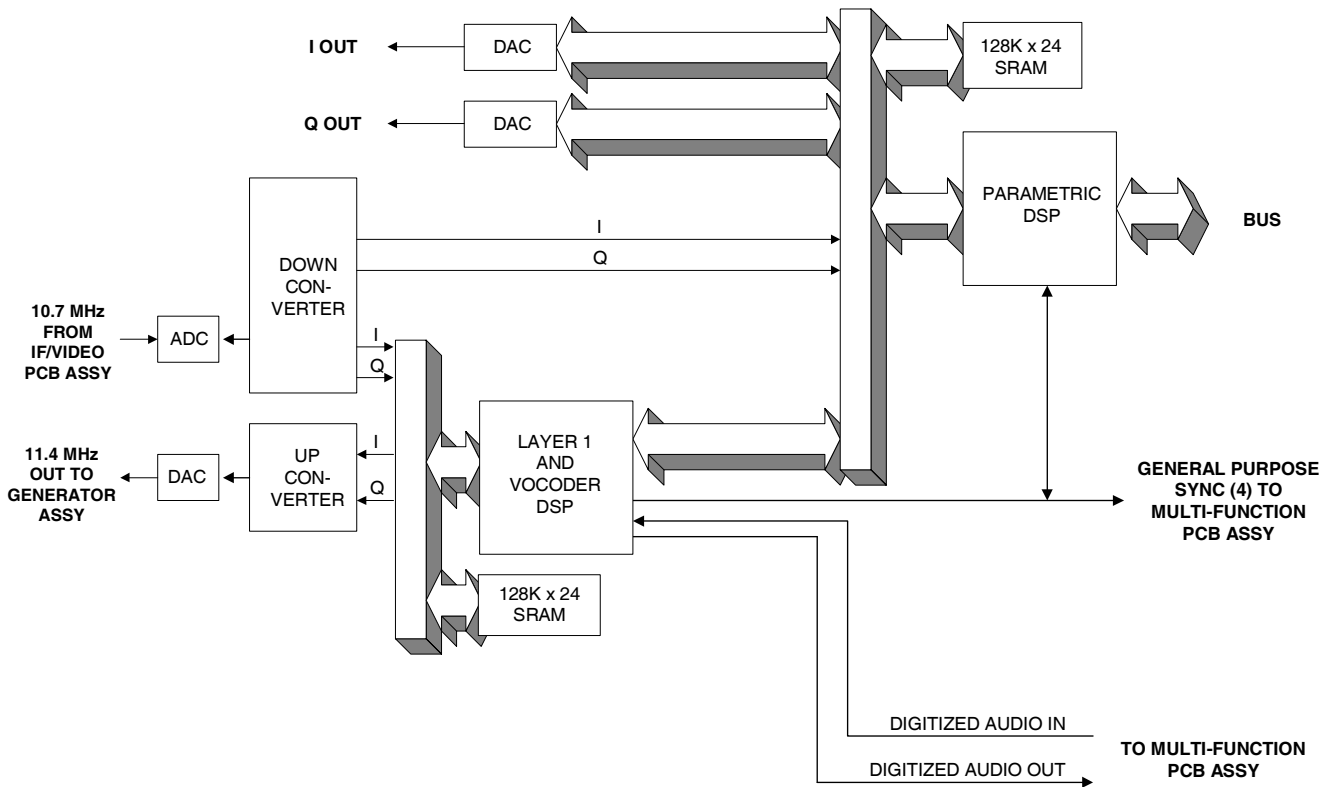 I OUT
DAC
128K x 24
SRAM
Q OUT
DAC
PARAMETRIC
DSP
BUS
I
Q
DOWN
CON-
VERTER
10.7 MHz
FROM
IF/VIDEO
PCB ASSY
ADC
I
Q
LAYER 1
AND
VOCODER
DSP
11.4 MHz
OUT TO
GENERATOR
ASSY
DAC
UP
CON-
VERTER
I
Q
GENERAL PURPOSE
SYNC (4) TO
MULTI-FUNCTION
PCB ASSY
128K x 24
SRAM
DIGITIZED AUDIO IN
DIGITIZED AUDIO OUT
TO MULTI-FUNCTION
PCB ASSY